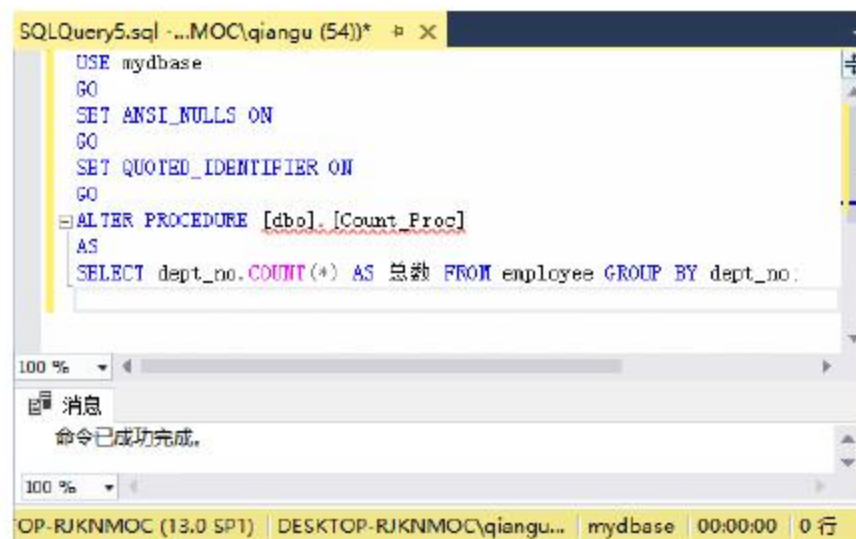 SQLQuery5.sql -...MOC\qiangu (54))*
USE mydbase
GO
SET ANSI_NULLS ON
GO
SET QUOTED_IDENTIFIER ON
GO
ALTER PROCEDURE [dbo].[Count_Proc]
AS
SELECT dept_no,COUNT(*) AS 总数 FROM employee GROUP BY dept_no;
100 %
消息
命令已成功完成。
100 %
OP-RJKNMOC (13.0 SP1) DESKTOP-RJKNMOC\qiangu... mydbase 00:00:00 0 行